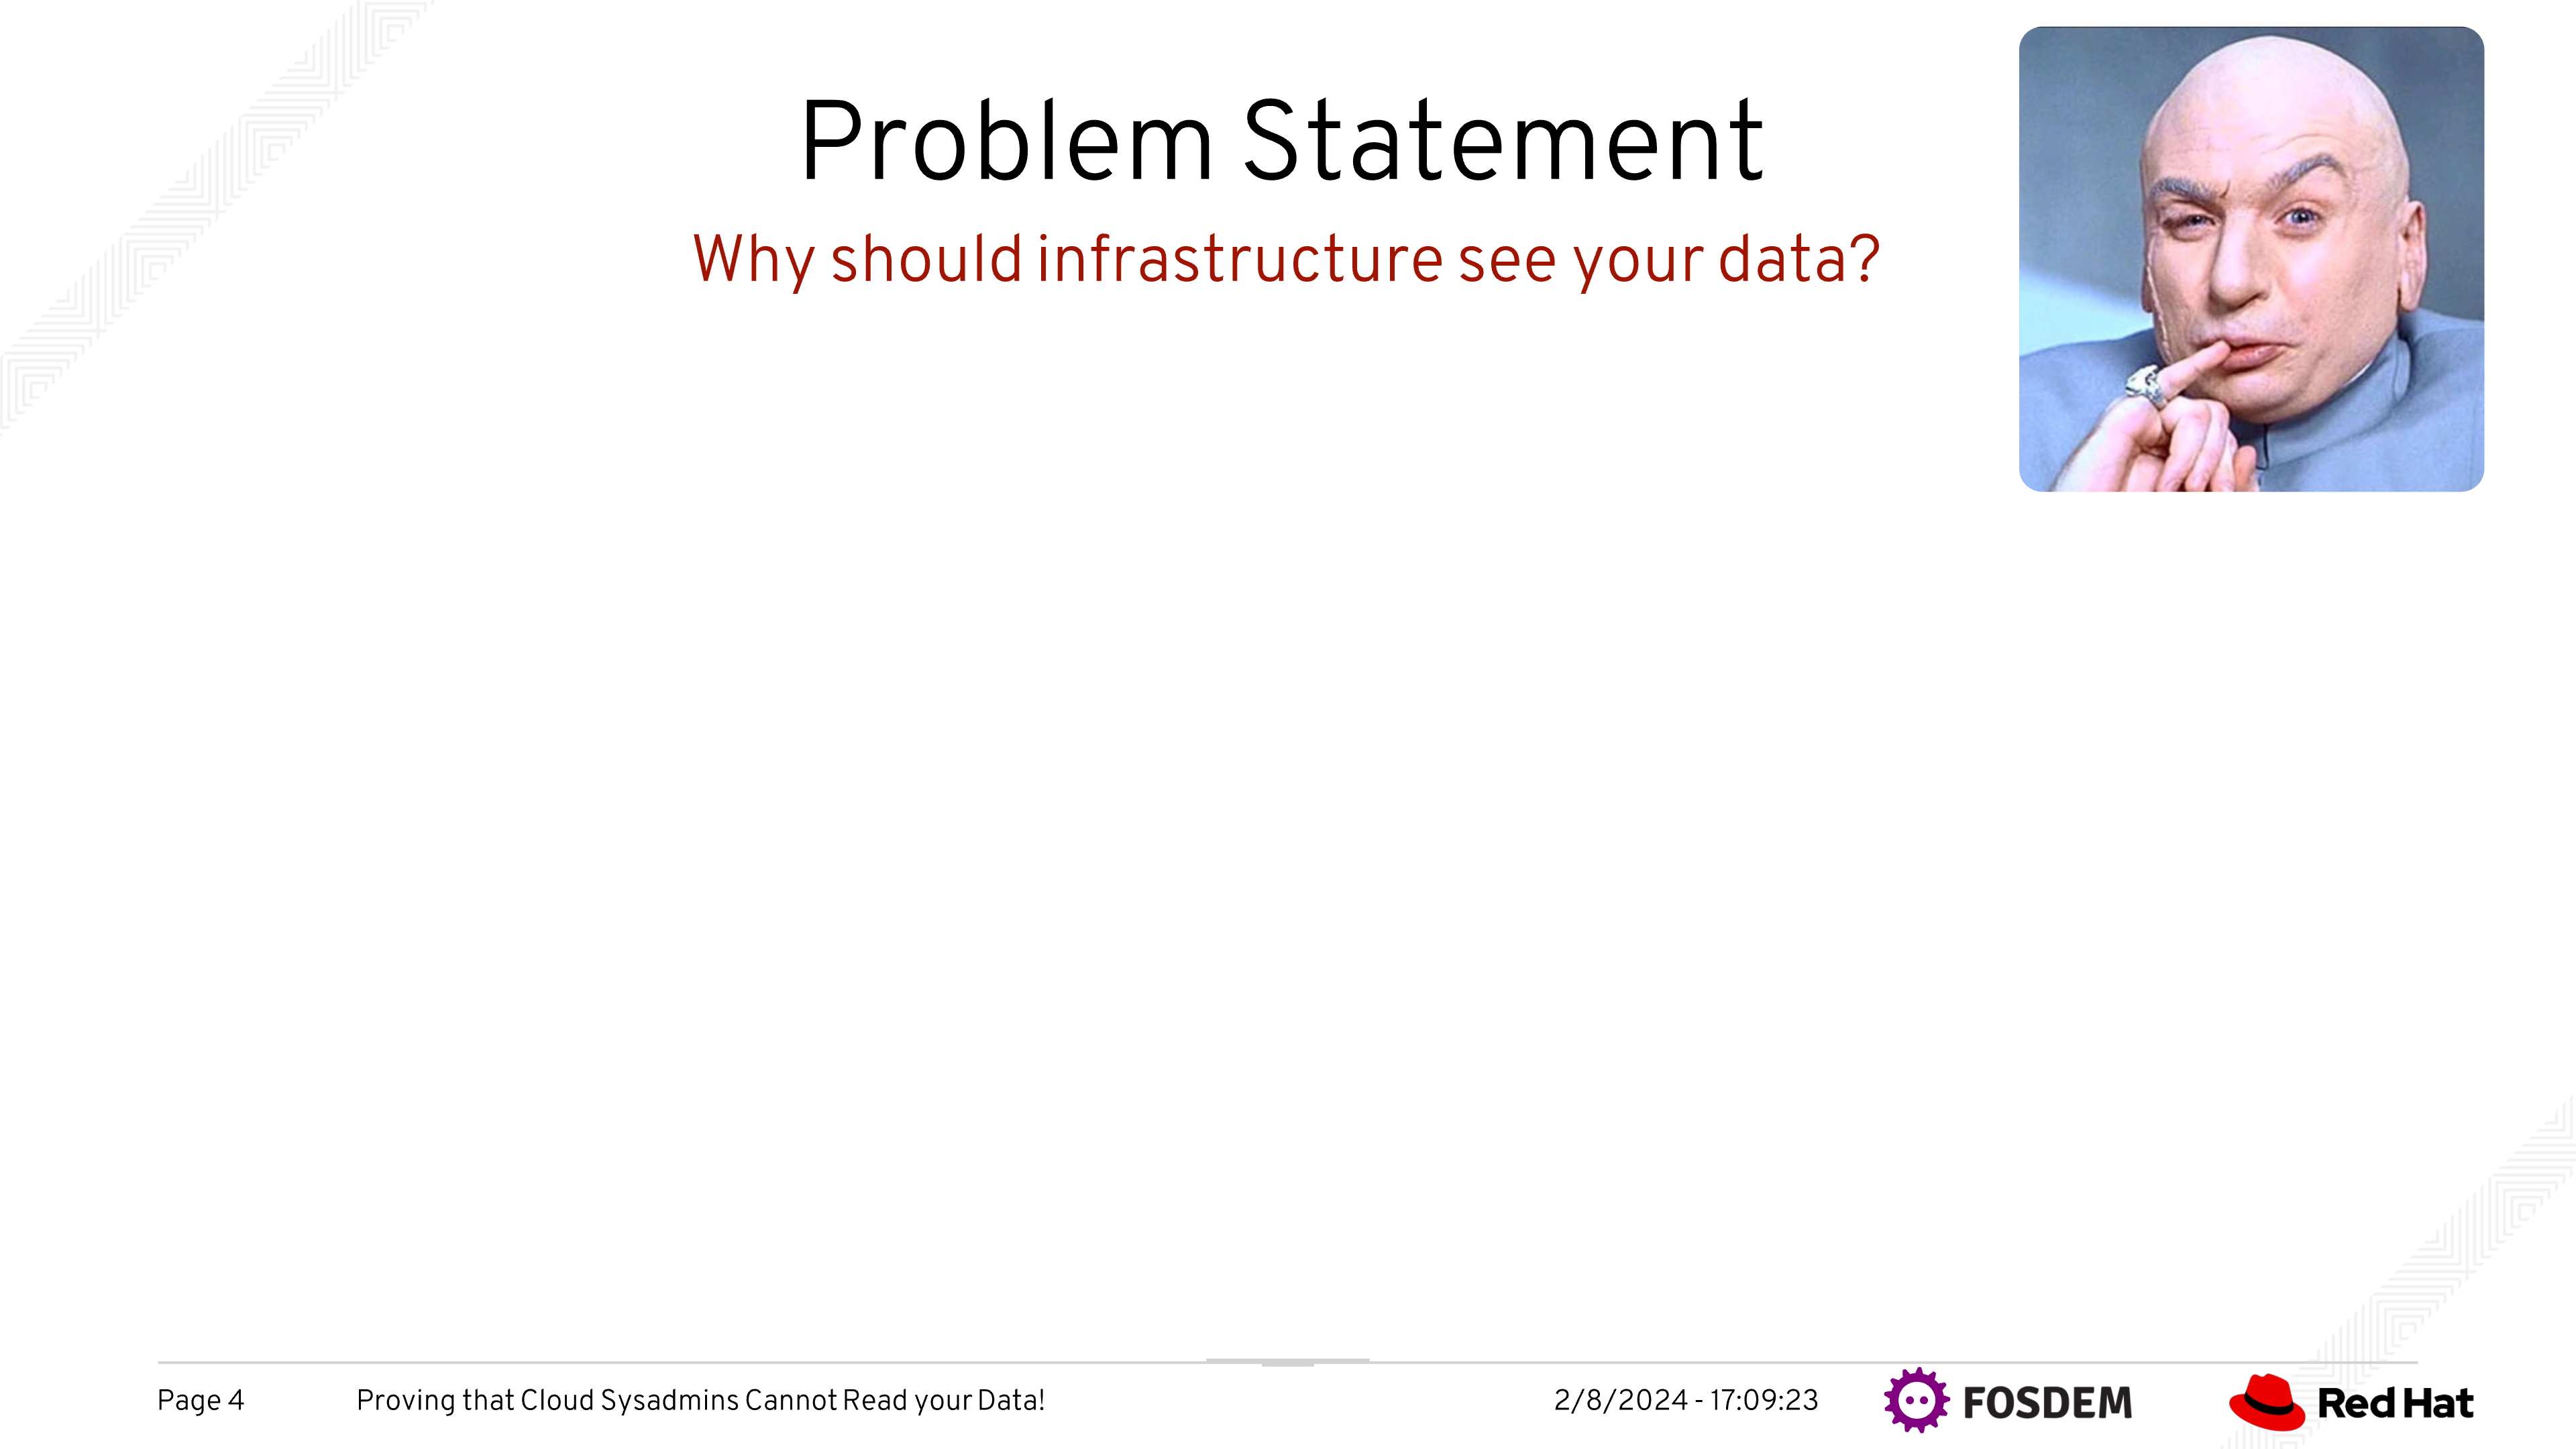 Problem Statement
Why should infrastructure see your data?
Page 4
Proving that Cloud Sysadmins Cannot Read your Data!
2/8/2024 - 17:09:23
FOSDEM
Red Hat